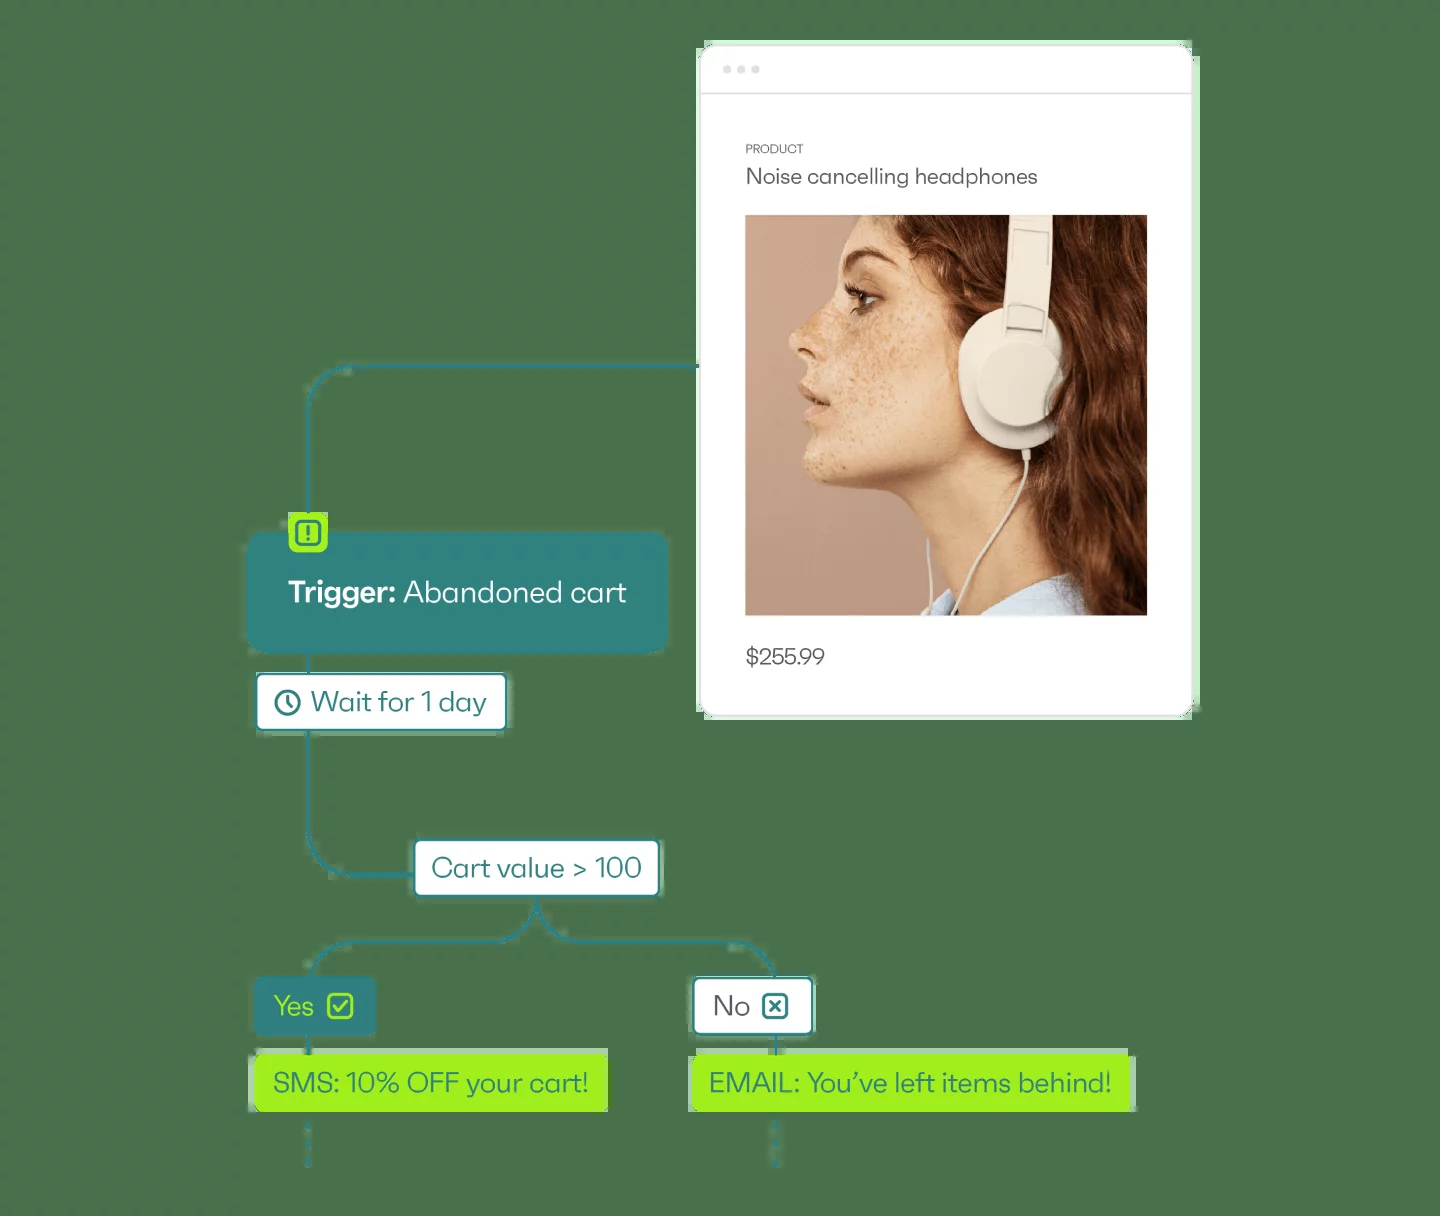 PRODUCT
Noise cancelling headphones
$255.99
Trigger: Abandoned cart
Wait for 1 day
Cart value > 100
Yes
No
SMS: 10% OFF your cart!
EMAIL: You’ve left items behind!